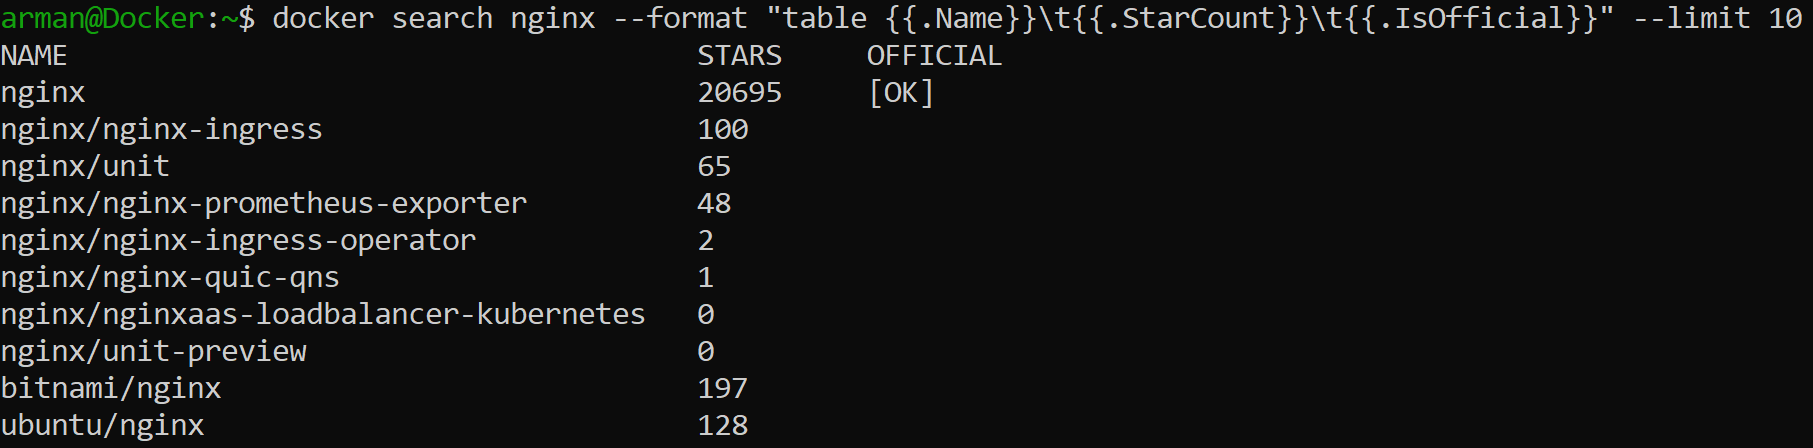 arman@Docker:~$ docker search nginx --format "table {{.Name}}\t{{.StarCount}}\t{{.IsOfficial}}" --limit 10
NAME STARS OFFICIAL
nginx 20695 [OK]
nginx/nginx-ingress 100
nginx/unit 65
nginx/nginx-prometheus-exporter 48
nginx/nginx-ingress-operator 2
nginx/nginx-quic-qns 1
nginx/nginxaas-loadbalancer-kubernetes 0
nginx/unit-preview 0
bitnami/nginx 197
ubuntu/nginx 128